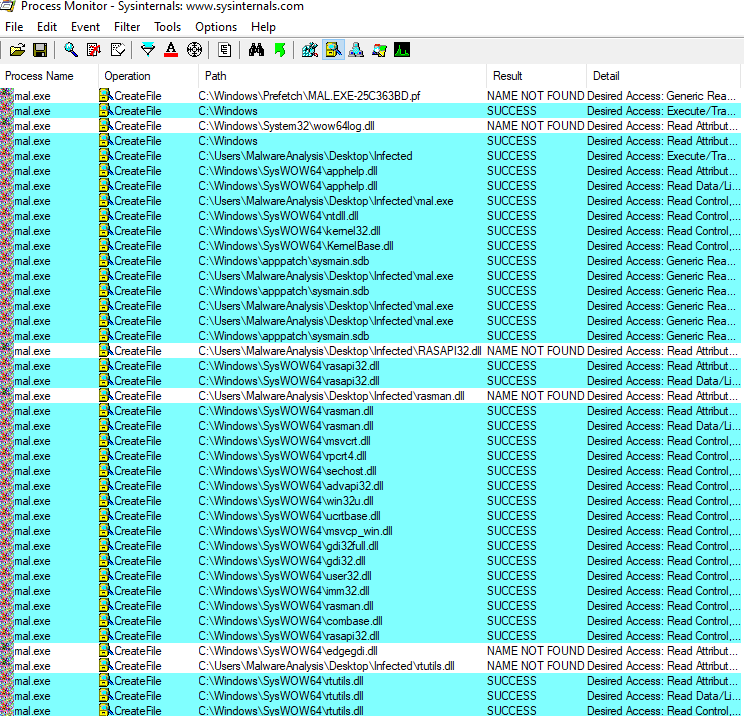 Process Monitor - Sysinternals: www.sysinternals.com
File Edit Event Filter Tools Options Help
Process Name Operation Path Result Detail
mal.exe CreateFile C:\Windows\Prefetch\MAL.EXE-25C363BD.pf NAME NOT FOUND Desired Access: Generic Rea...
mal.exe CreateFile C:\Windows SUCCESS Desired Access: Execute/Tra...
mal.exe CreateFile C:\Windows\System32\wow64log.dll NAME NOT FOUND Desired Access: Read Attribut...
mal.exe CreateFile C:\Windows SUCCESS Desired Access: Read Attribut...
mal.exe CreateFile C:\Users\MalwareAnalysis\Desktop\Infected SUCCESS Desired Access: Execute/Tra...
mal.exe CreateFile C:\Windows\SysWOW64\apphelp.dll SUCCESS Desired Access: Read Attribut...
mal.exe CreateFile C:\Windows\SysWOW64\apphelp.dll SUCCESS Desired Access: Read Data/Li...
mal.exe CreateFile C:\Users\MalwareAnalysis\Desktop\Infected\mal.exe SUCCESS Desired Access: Read Control,...
mal.exe CreateFile C:\Windows\SysWOW64\ntdll.dll SUCCESS Desired Access: Read Control,...
mal.exe CreateFile C:\Windows\SysWOW64\kernel32.dll SUCCESS Desired Access: Read Control,...
mal.exe CreateFile C:\Windows\SysWOW64\KernelBase.dll SUCCESS Desired Access: Read Control,...
mal.exe CreateFile C:\Windows\apppatch\sysmain.sdb SUCCESS Desired Access: Generic Rea...
mal.exe CreateFile C:\Users\MalwareAnalysis\Desktop\Infected\mal.exe SUCCESS Desired Access: Generic Rea...
mal.exe CreateFile C:\Windows\apppatch\sysmain.sdb SUCCESS Desired Access: Generic Rea...
mal.exe CreateFile C:\Users\MalwareAnalysis\Desktop\Infected\mal.exe SUCCESS Desired Access: Generic Rea...
mal.exe CreateFile C:\Users\MalwareAnalysis\Desktop\Infected\mal.exe SUCCESS Desired Access: Generic Rea...
mal.exe CreateFile C:\Windows\apppatch\sysmain.sdb SUCCESS Desired Access: Generic Rea...
mal.exe CreateFile C:\Users\MalwareAnalysis\Desktop\Infected\RASAPI32.dll NAME NOT FOUND Desired Access: Read Attribut...
mal.exe CreateFile C:\Windows\SysWOW64\rasapi32.dll SUCCESS Desired Access: Read Attribut...
mal.exe CreateFile C:\Windows\SysWOW64\rasapi32.dll SUCCESS Desired Access: Read Data/Li...
mal.exe CreateFile C:\Users\MalwareAnalysis\Desktop\Infected\rasman.dll NAME NOT FOUND Desired Access: Read Attribut...
mal.exe CreateFile C:\Windows\SysWOW64\rasman.dll SUCCESS Desired Access: Read Attribut...
mal.exe CreateFile C:\Windows\SysWOW64\rasman.dll SUCCESS Desired Access: Read Data/Li...
mal.exe CreateFile C:\Windows\SysWOW64\msvcrt.dll SUCCESS Desired Access: Read Control,...
mal.exe CreateFile C:\Windows\SysWOW64\rpcrt4.dll SUCCESS Desired Access: Read Control,...
mal.exe CreateFile C:\Windows\SysWOW64\sechost.dll SUCCESS Desired Access: Read Control,...
mal.exe CreateFile C:\Windows\SysWOW64\advapi32.dll SUCCESS Desired Access: Read Control,...
mal.exe CreateFile C:\Windows\SysWOW64\win32u.dll SUCCESS Desired Access: Read Control,...
mal.exe CreateFile C:\Windows\SysWOW64\ucrtbase.dll SUCCESS Desired Access: Read Control,...
mal.exe CreateFile C:\Windows\SysWOW64\msvcp_win.dll SUCCESS Desired Access: Read Control,...
mal.exe CreateFile C:\Windows\SysWOW64\gdi32full.dll SUCCESS Desired Access: Read Control,...
mal.exe CreateFile C:\Windows\SysWOW64\gdi32.dll SUCCESS Desired Access: Read Control,...
mal.exe CreateFile C:\Windows\SysWOW64\user32.dll SUCCESS Desired Access: Read Control,...
mal.exe CreateFile C:\Windows\SysWOW64\imm32.dll SUCCESS Desired Access: Read Control,...
mal.exe CreateFile C:\Windows\SysWOW64\rasman.dll SUCCESS Desired Access: Read Control,...
mal.exe CreateFile C:\Windows\SysWOW64\combase.dll SUCCESS Desired Access: Read Control,...
mal.exe CreateFile C:\Windows\SysWOW64\rasapi32.dll SUCCESS Desired Access: Read Control,...
mal.exe CreateFile C:\Windows\SysWOW64\edgegdi.dll NAME NOT FOUND Desired Access: Read Attribut...
mal.exe CreateFile C:\Users\MalwareAnalysis\Desktop\Infected\rtutils.dll NAME NOT FOUND Desired Access: Read Attribut...
mal.exe CreateFile C:\Windows\SysWOW64\rtutils.dll SUCCESS Desired Access: Read Attribut...
mal.exe CreateFile C:\Windows\SysWOW64\rtutils.dll SUCCESS Desired Access: Read Data/Li...
mal.exe CreateFile C:\Windows\SysWOW64\rtutils.dll SUCCESS Desired Access: Read Control,...